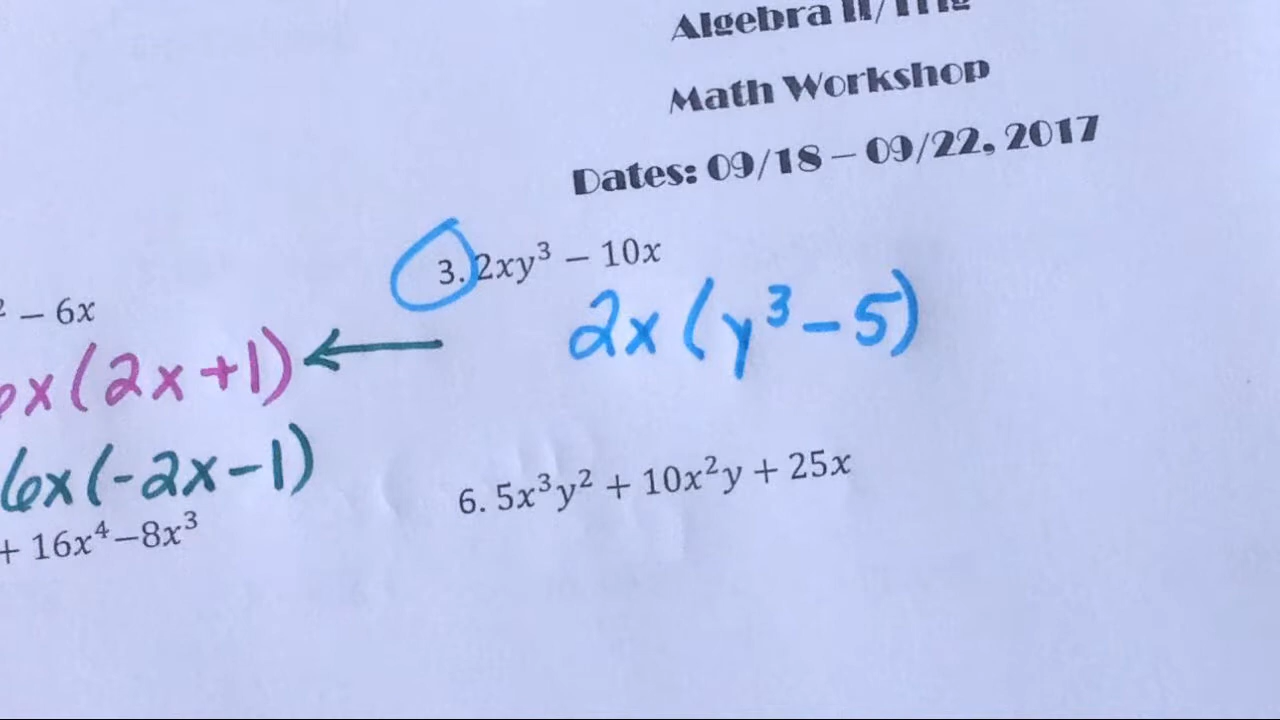 Algebra II/Trig
Math Workshop
Dates: 09/18 – 09/22, 2017
3. 2xy³ – 10x
2x(y³-5)
² – 6x
x(2x+1)
6x(-2x-1)
6. 5x³y² + 10x²y + 25x
+ 16x⁴–8x³